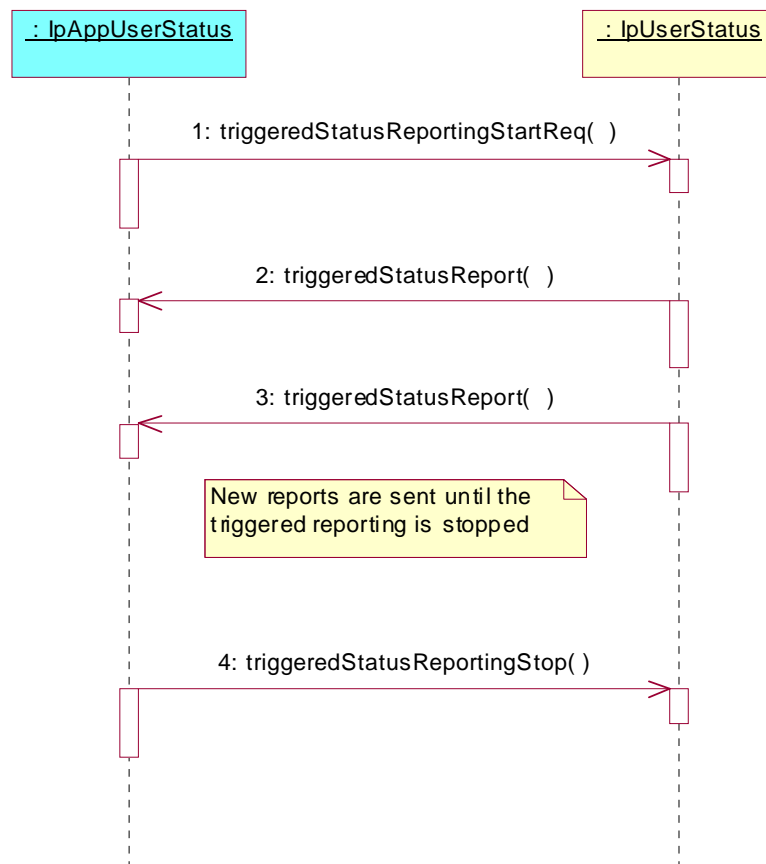 : IpAppUserStatus
: IpUserStatus
1: triggeredStatusReportingStartReq( )
2: triggeredStatusReport( )
3: triggeredStatusReport( )
New reports are sent until the
triggered reporting is stopped
4: triggeredStatusReportingStop( )